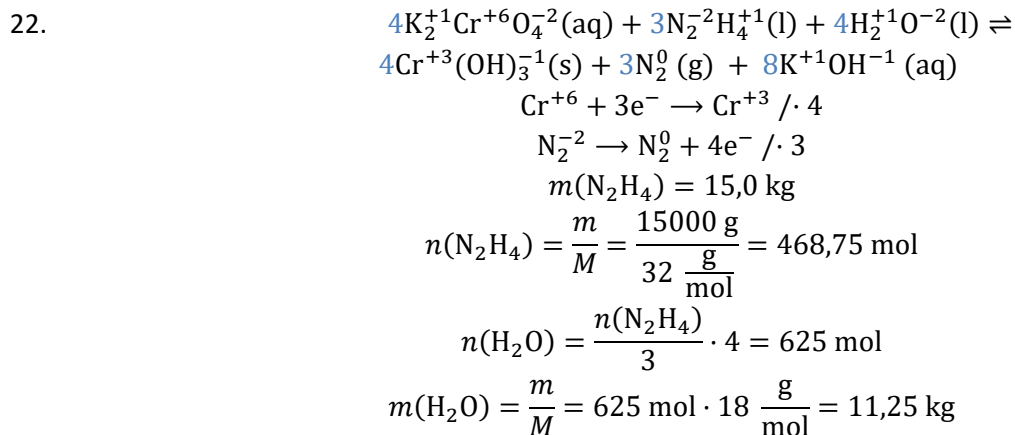 22. 4K₂⁺¹Cr⁺⁶O₄⁻²(aq) + 3N₂⁻²H₄⁺¹(l) + 4H₂⁺¹O⁻²(l) ⇌
4Cr⁺³(OH)₃⁻¹(s) + 3N₂⁰ (g) + 8K⁺¹OH⁻¹ (aq)
Cr⁺⁶ + 3e⁻ ⟶ Cr⁺³ /· 4
N₂⁻² ⟶ N₂⁰ + 4e⁻ /· 3
m(N₂H₄) = 15,0 kg
n(N₂H₄) = m/M = 15000 g / 32 g/mol = 468,75 mol
n(H₂O) = n(N₂H₄)/3 · 4 = 625 mol
m(H₂O) = m/M = 625 mol · 18 g/mol = 11,25 kg